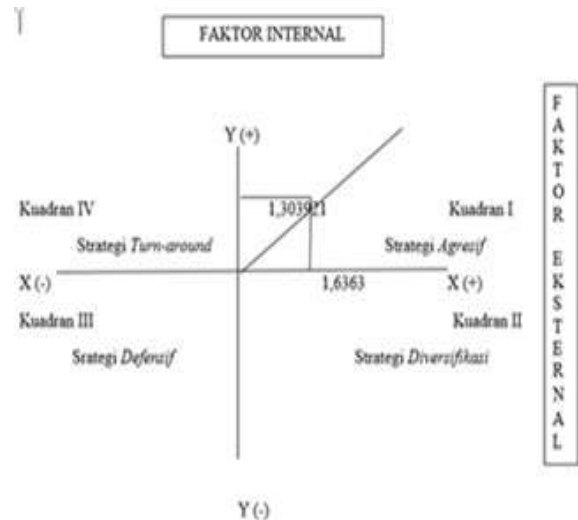 FAKTOR INTERNAL
Y (+)
Kuadran IV
1,303921
Kuadran I
Strategi Turn-around
Strategi Agresif
X (-)
1,6363
X (+)
Kuadran III
Kuadran II
Srategi Defensif
Strategi Diversifikasi
Y (-)
FAKTOR EKSTERNAL